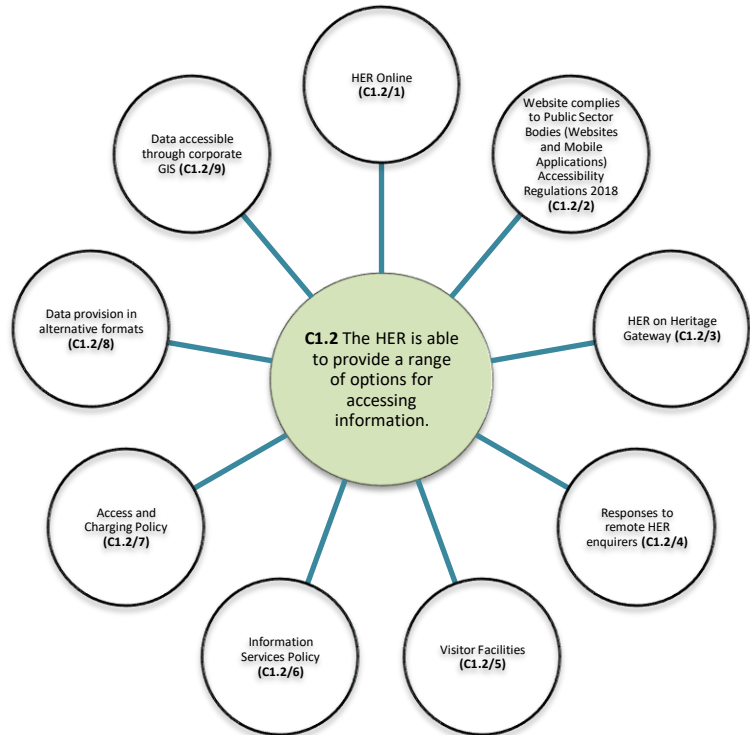 HER Online
(C1.2/1)
Website complies
to Public Sector
Bodies (Websites
and Mobile
Applications)
Accessibility
Regulations 2018
(C1.2/2)
HER on Heritage
Gateway (C1.2/3)
Responses to
remote HER
enquirers (C1.2/4)
Visitor Facilities
(C1.2/5)
Information
Services Policy
(C1.2/6)
Access and
Charging Policy
(C1.2/7)
Data provision in
alternative formats
(C1.2/8)
Data accessible
through corporate
GIS (C1.2/9)
C1.2 The HER is able
to provide a range
of options for
accessing
information.